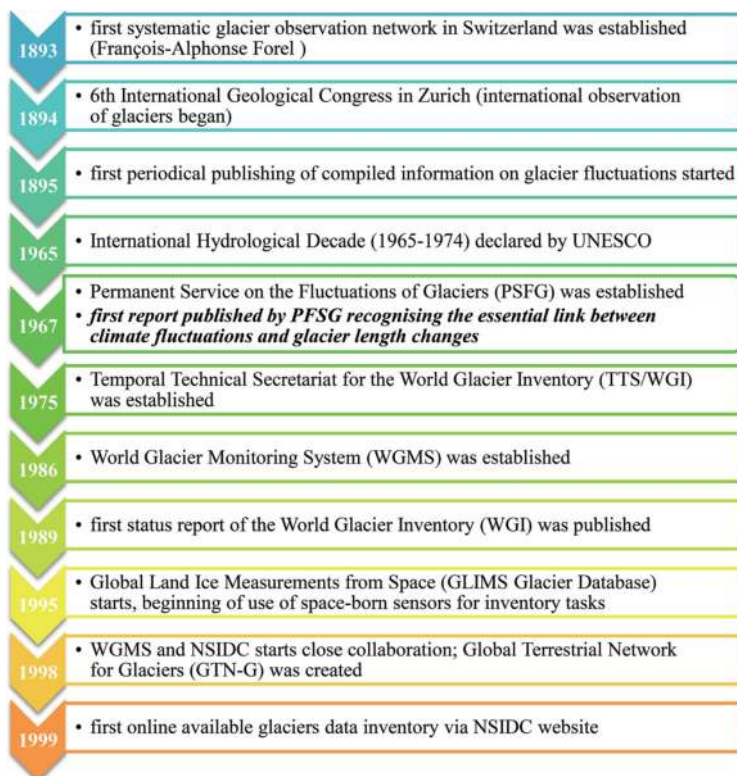 1893
• first systematic glacier observation network in Switzerland was established
(François-Alphonse Forel )
1894
• 6th International Geological Congress in Zurich (international observation
of glaciers began)
1895
• first periodical publishing of compiled information on glacier fluctuations started
1965
• International Hydrological Decade (1965-1974) declared by UNESCO
1967
• Permanent Service on the Fluctuations of Glaciers (PSFG) was established
• first report published by PFSG recognising the essential link between
climate fluctuations and glacier length changes
1975
• Temporal Technical Secretariat for the World Glacier Inventory (TTS/WGI)
was established
1986
• World Glacier Monitoring System (WGMS) was established
1989
• first status report of the World Glacier Inventory (WGI) was published
1995
• Global Land Ice Measurements from Space (GLIMS Glacier Database)
starts, beginning of use of space-born sensors for inventory tasks
1998
• WGMS and NSIDC starts close collaboration; Global Terrestrial Network
for Glaciers (GTN-G) was created
1999
• first online available glaciers data inventory via NSIDC website